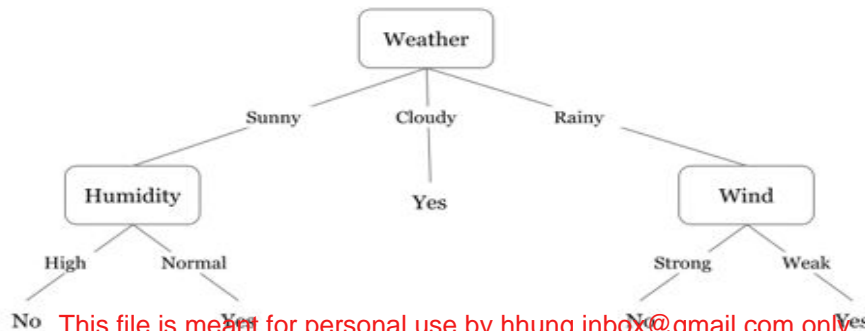 Weather
Sunny Cloudy Rainy
Humidity Yes Wind
High Normal Strong Weak
No Yes No Yes
This file is meant for personal use by hhung.inbox@gmail.com only.